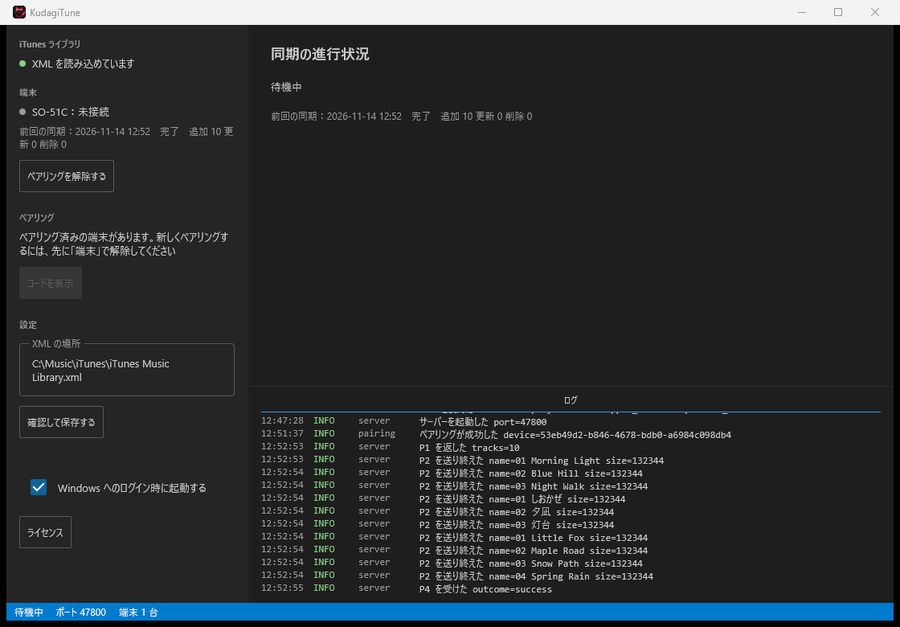 KudagiTune
iTunes ライブラリ
XML を読み込めています
端末
SO-51C：未接続
前回の同期：2026-11-14 12:52　完了　追加 10 更
新 0 削除 0
ペアリングを解除する
ペアリング
ペアリング済みの端末があります。新しくペアリングす
るには、先に「端末」で解除してください
コードを表示
設定
XML の場所
C:\Music\iTunes\iTunes Music
Library.xml
確認して保存する
Windows へのログイン時に起動する
ライセンス
同期の進行状況
待機中
前回の同期：2026-11-14 12:52　完了　追加 10 更新 0 削除 0
ログ
12:47:28 INFO server サーバーを起動した port=47800
12:51:37 INFO pairing ペアリングが成功した device=53eb49d2-b846-4678-bdb0-a6984c098db4
12:52:53 INFO server P1 を返した tracks=10
12:52:53 INFO server P2 を送り終えた name=01 Morning Light size=132344
12:52:54 INFO server P2 を送り終えた name=02 Blue Hill size=132344
12:52:54 INFO server P2 を送り終えた name=03 Night Walk size=132344
12:52:54 INFO server P2 を送り終えた name=01 しおかぜ size=132344
12:52:54 INFO server P2 を送り終えた name=02 夕凪 size=132344
12:52:54 INFO server P2 を送り終えた name=03 灯台 size=132344
12:52:54 INFO server P2 を送り終えた name=01 Little Fox size=132344
12:52:54 INFO server P2 を送り終えた name=02 Maple Road size=132344
12:52:54 INFO server P2 を送り終えた name=03 Snow Path size=132344
12:52:54 INFO server P2 を送り終えた name=04 Spring Rain size=132344
12:52:55 INFO server P4 を受けた outcome=success
待機中 ポート 47800 端末 1 台